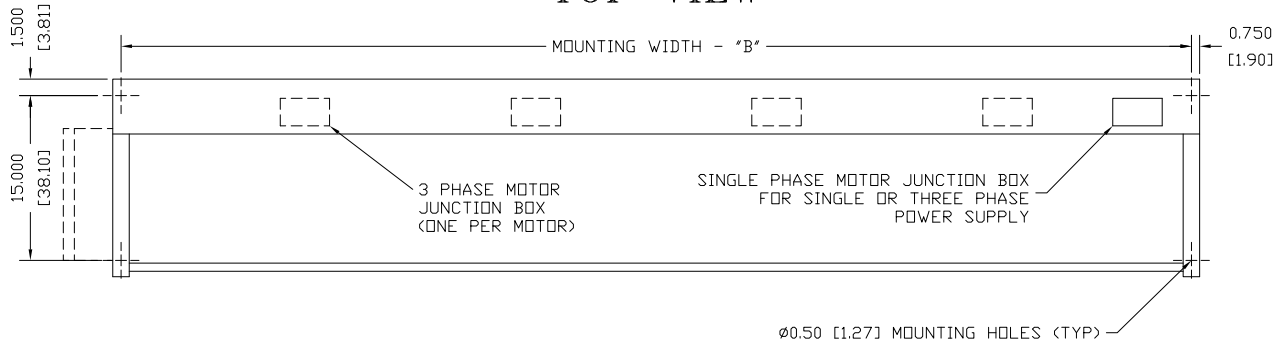 TOP VIEW
1.500
[3.81]
MOUNTING WIDTH - "B"
0.750
[1.90]
15.000
[38.10]
3 PHASE MOTOR
JUNCTION BOX
(ONE PER MOTOR)
SINGLE PHASE MOTOR JUNCTION BOX
FOR SINGLE OR THREE PHASE
POWER SUPPLY
Ø0.50 [1.27] MOUNTING HOLES (TYP)